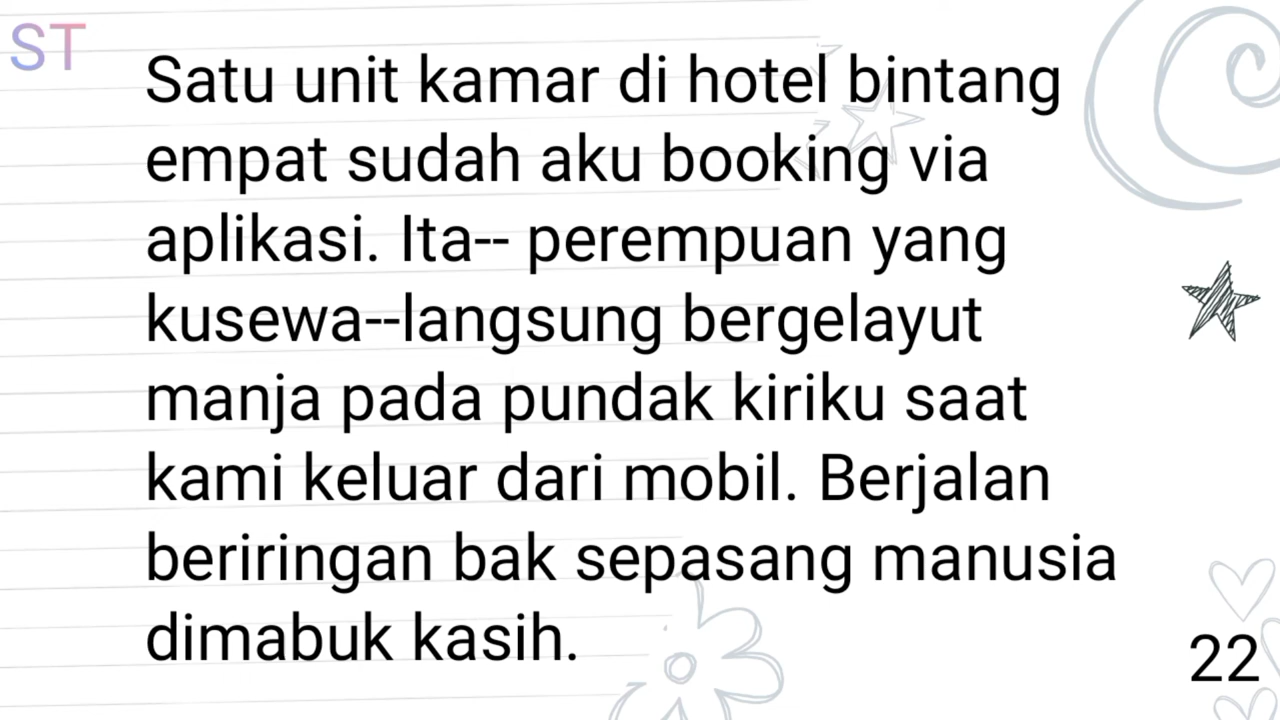 ST
Satu unit kamar di hotel bintang
empat sudah aku booking via
aplikasi. Ita-- perempuan yang
kusewa--langsung bergelayut
manja pada pundak kiriku saat
kami keluar dari mobil. Berjalan
beriringan bak sepasang manusia
dimabuk kasih.
22